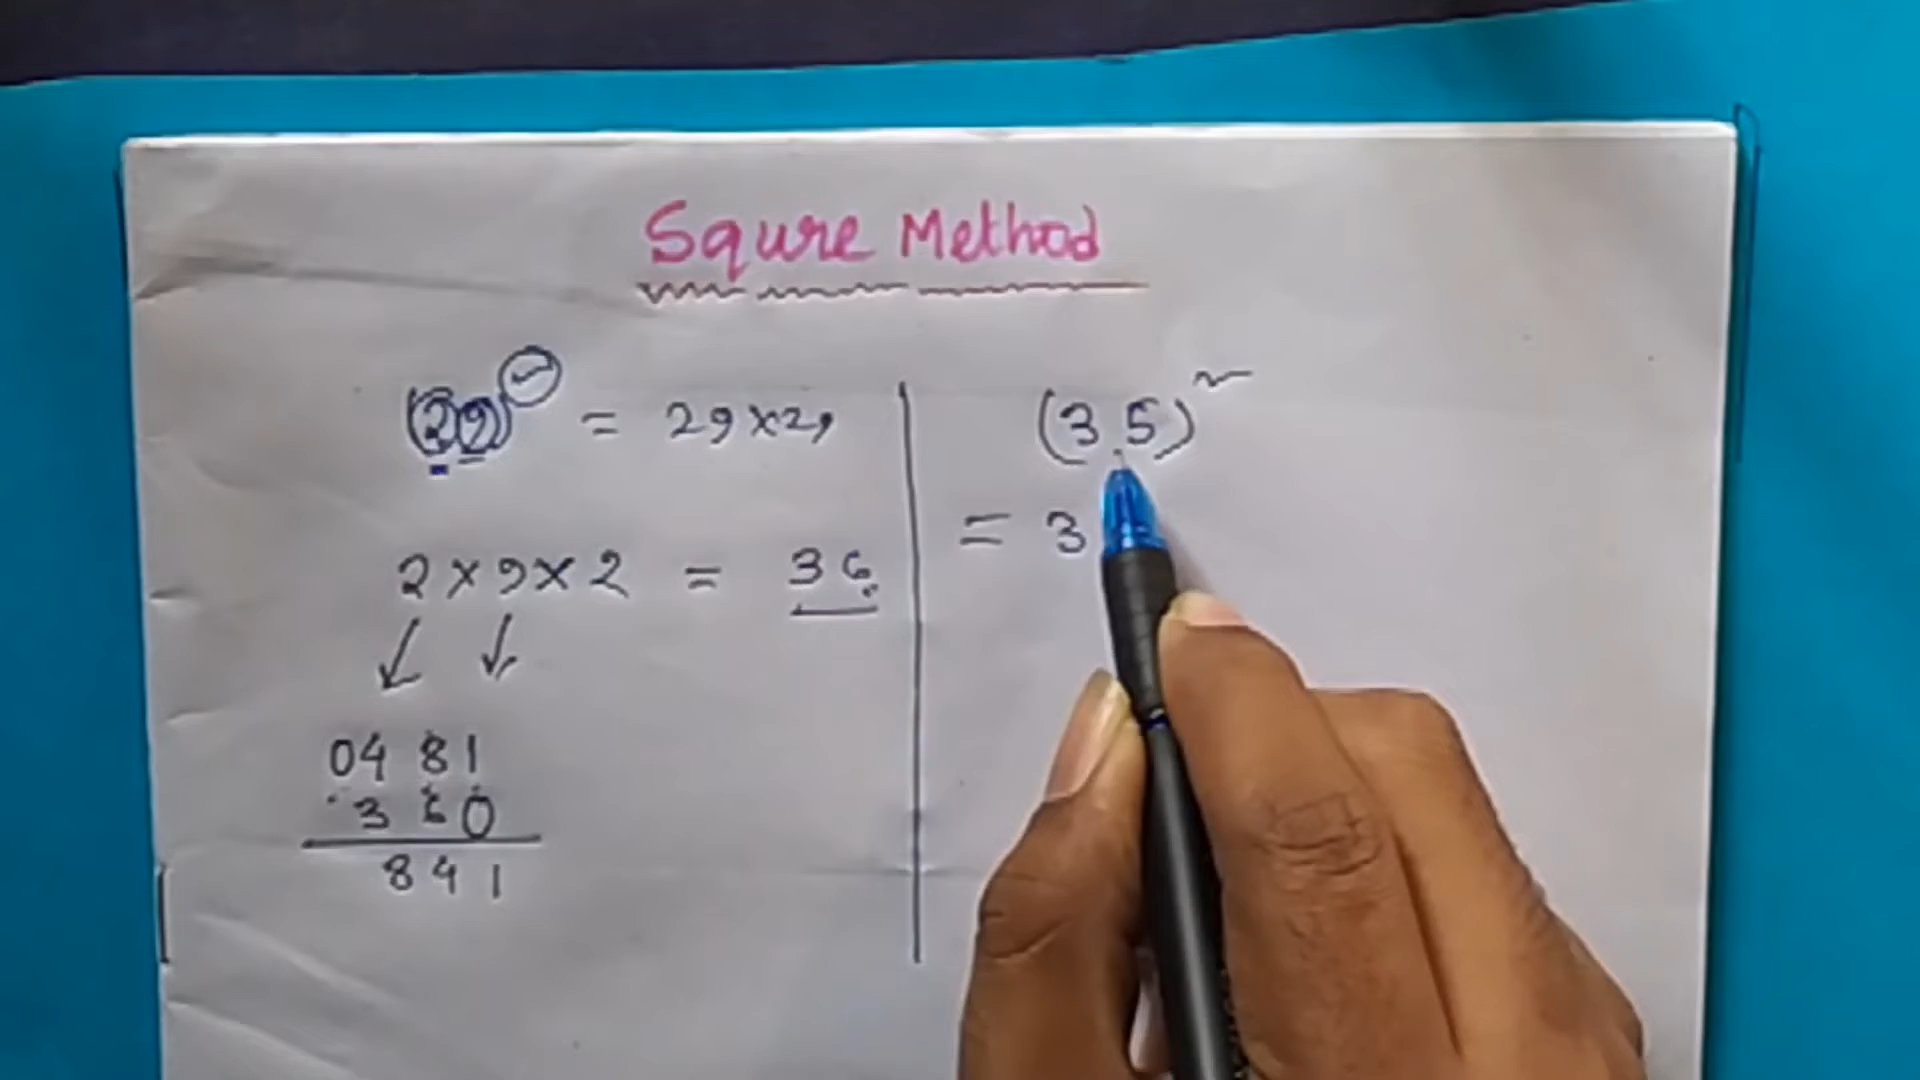 Squre Method
(29)² = 29×29
2×9×2 = 36
0481
360
841
(35)²
= 3